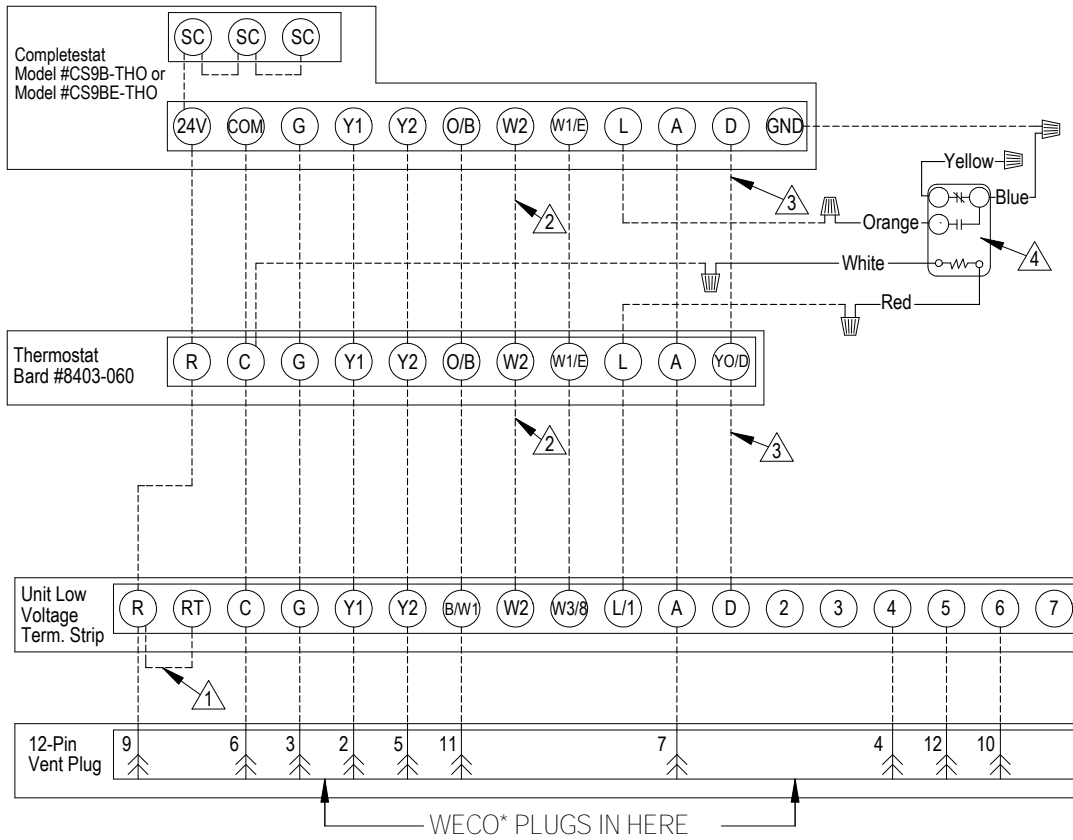 SC SC SC
Completestat
Model #CS9B-THO or
Model #CS9BE-THO
24V COM G Y1 Y2 O/B W2 W1/E L A D GND
Yellow
Blue
2
3
Orange
4
White
Red
Thermostat
Bard #8403-060
R C G Y1 Y2 O/B W2 W1/E L A YO/D
2
3
Unit Low
Voltage
Term. Strip
R RT C G Y1 Y2 B/W1 W2 W3/8 L/1 A D 2 3 4 5 6 7
1
12-Pin
Vent Plug
9 6 3 2 5 11 7 4 12 10
WECO* PLUGS IN HERE